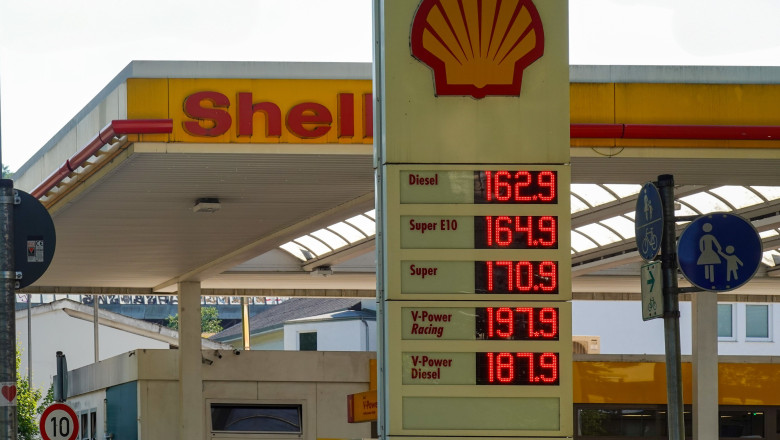 Shell
Diesel 162.9
Super E10 164.9
Super 170.9
V-Power
Racing 197.9
V-Power
Diesel 187.9
10